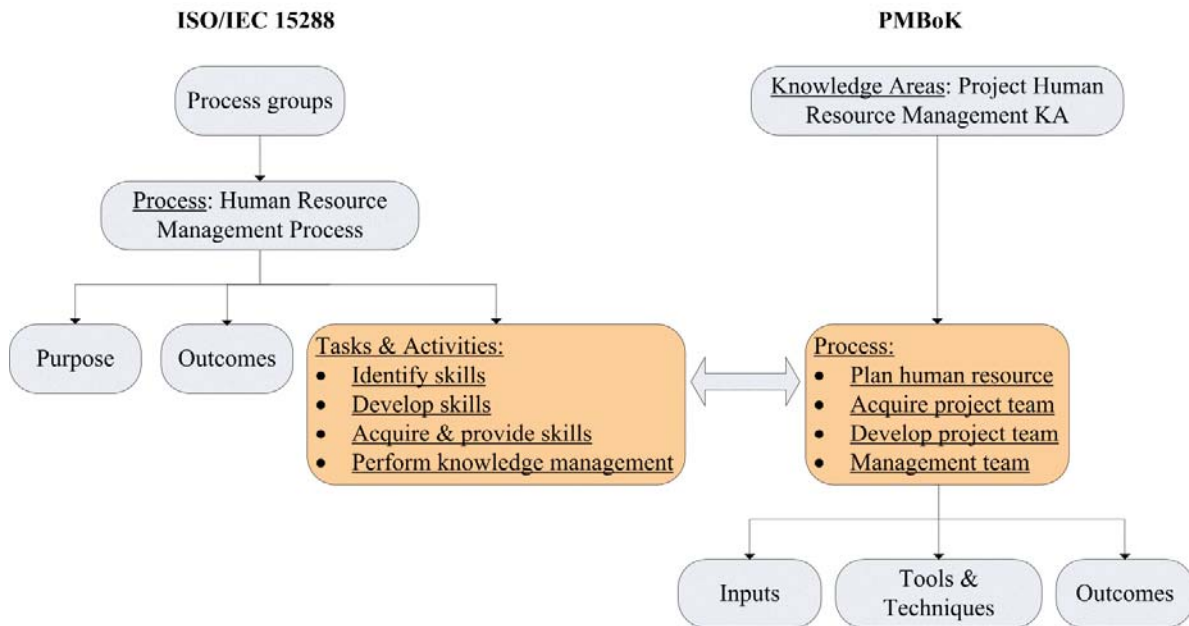 ISO/IEC 15288
PMBoK
Process groups
Knowledge Areas: Project Human
Resource Management KA
Process: Human Resource
Management Process
Purpose
Outcomes
Tasks & Activities:
• Identify skills
• Develop skills
• Acquire & provide skills
• Perform knowledge management
Process:
• Plan human resource
• Acquire project team
• Develop project team
• Management team
Inputs
Tools &
Techniques
Outcomes